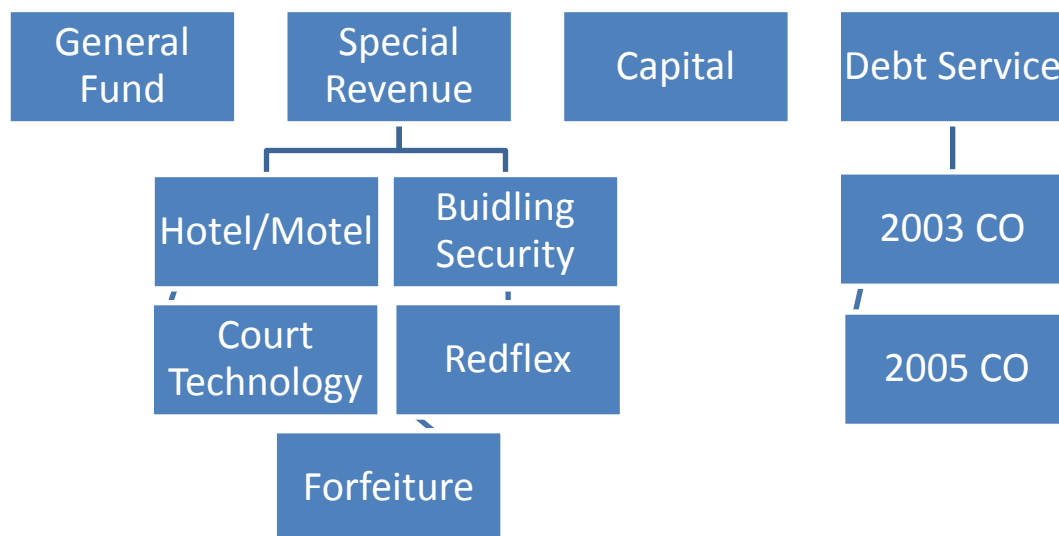 General
Fund
Special
Revenue
Capital
Debt Service
Hotel/Motel
Buidling
Security
2003 CO
Court
Technology
Redflex
2005 CO
Forfeiture